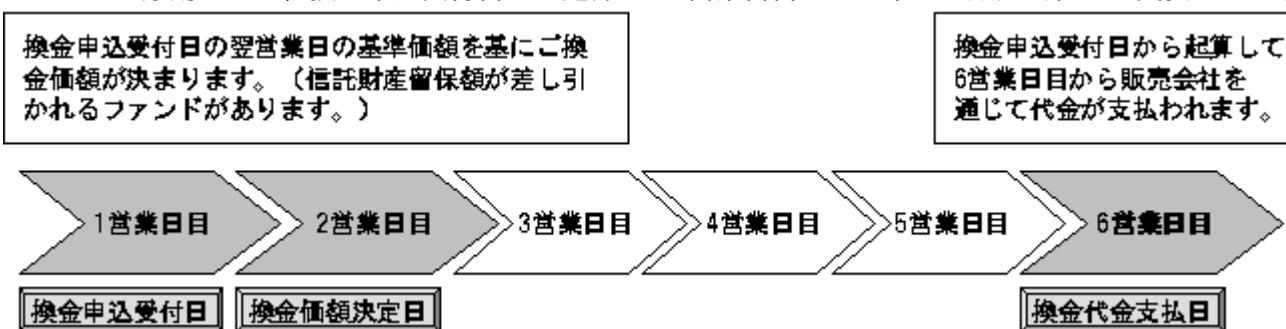 換金申込受付日の翌営業日の基準価額を基にご換
金価額が決まります。（信託財産留保額が差し引
かれるファンドがあります。）
換金申込受付日から起算して
6営業日目から販売会社を
通じて代金が支払われます。
1営業日目
2営業日目
3営業日目
4営業日目
5営業日目
6営業日目
換金申込受付日
換金価額決定日
換金代金支払日